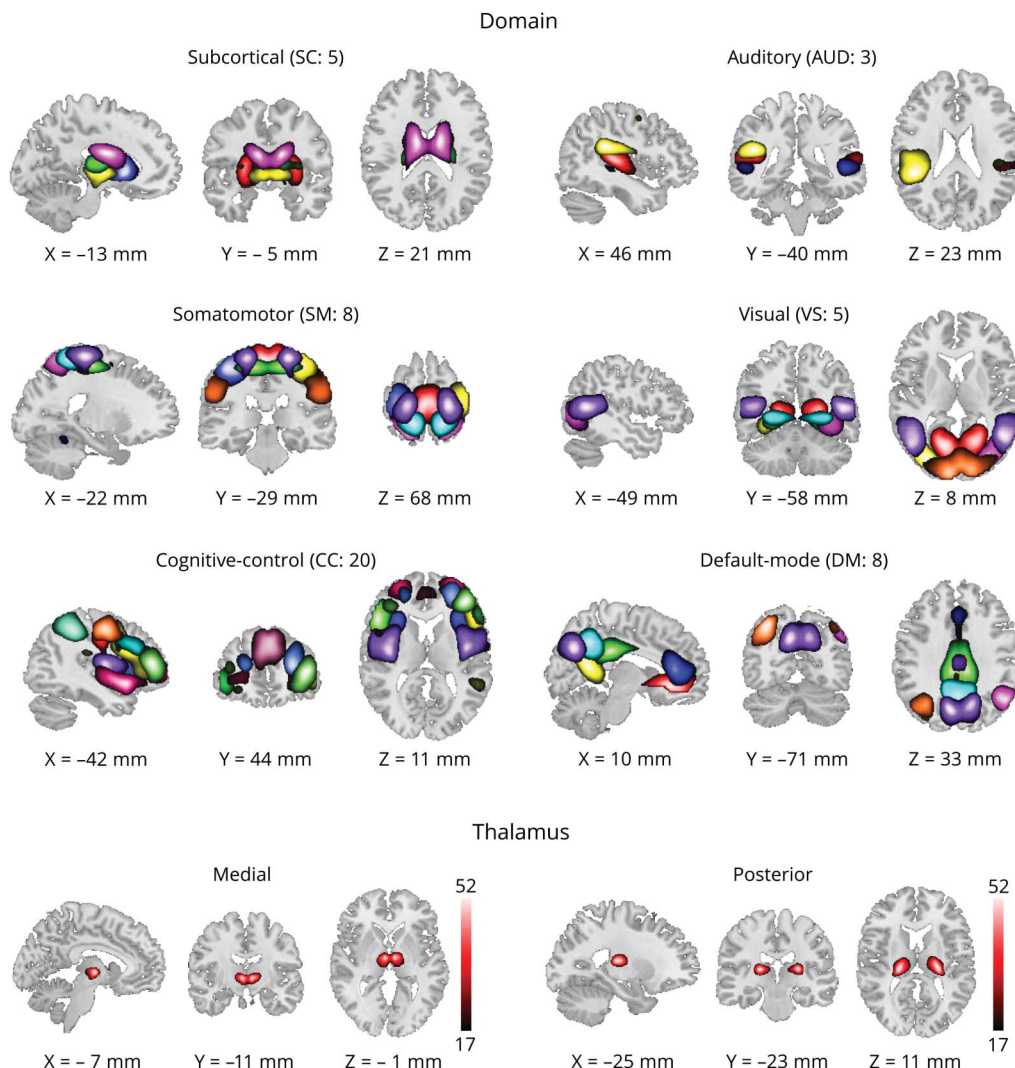 Domain
Subcortical (SC: 5)
Auditory (AUD: 3)
X = –13 mm
Y = – 5 mm
Z = 21 mm
X = 46 mm
Y = –40 mm
Z = 23 mm
Somatomotor (SM: 8)
Visual (VS: 5)
X = –22 mm
Y = –29 mm
Z = 68 mm
X = –49 mm
Y = –58 mm
Z = 8 mm
Cognitive-control (CC: 20)
Default-mode (DM: 8)
X = –42 mm
Y = 44 mm
Z = 11 mm
X = 10 mm
Y = –71 mm
Z = 33 mm
Thalamus
Medial
Posterior
52
52
17
17
X = – 7 mm
Y = –11 mm
Z = – 1 mm
X = –25 mm
Y = –23 mm
Z = 11 mm